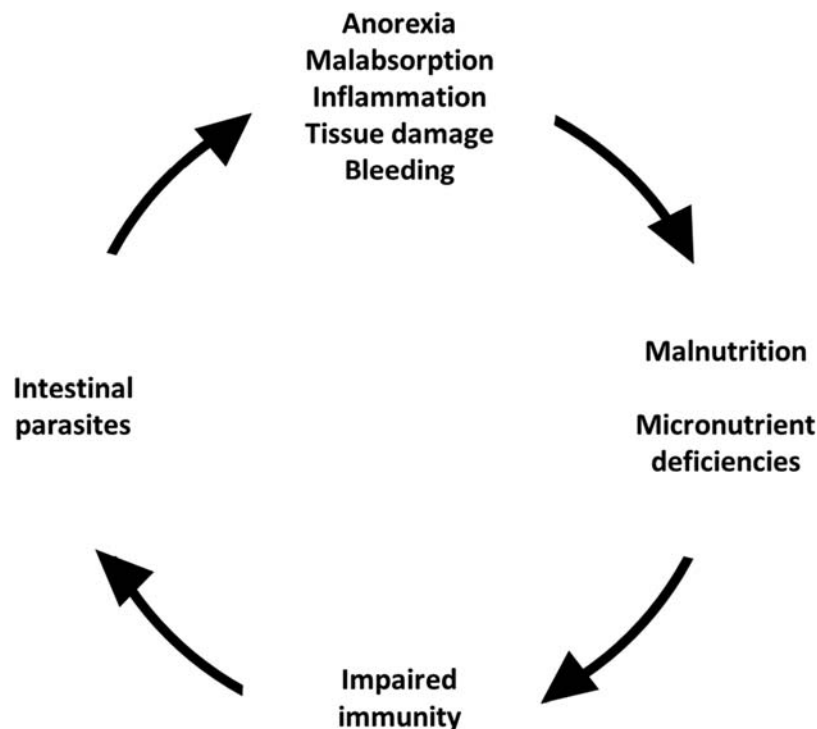 Anorexia
Malabsorption
Inflammation
Tissue damage
Bleeding
Malnutrition
Micronutrient
deficiencies
Impaired
immunity
Intestinal
parasites